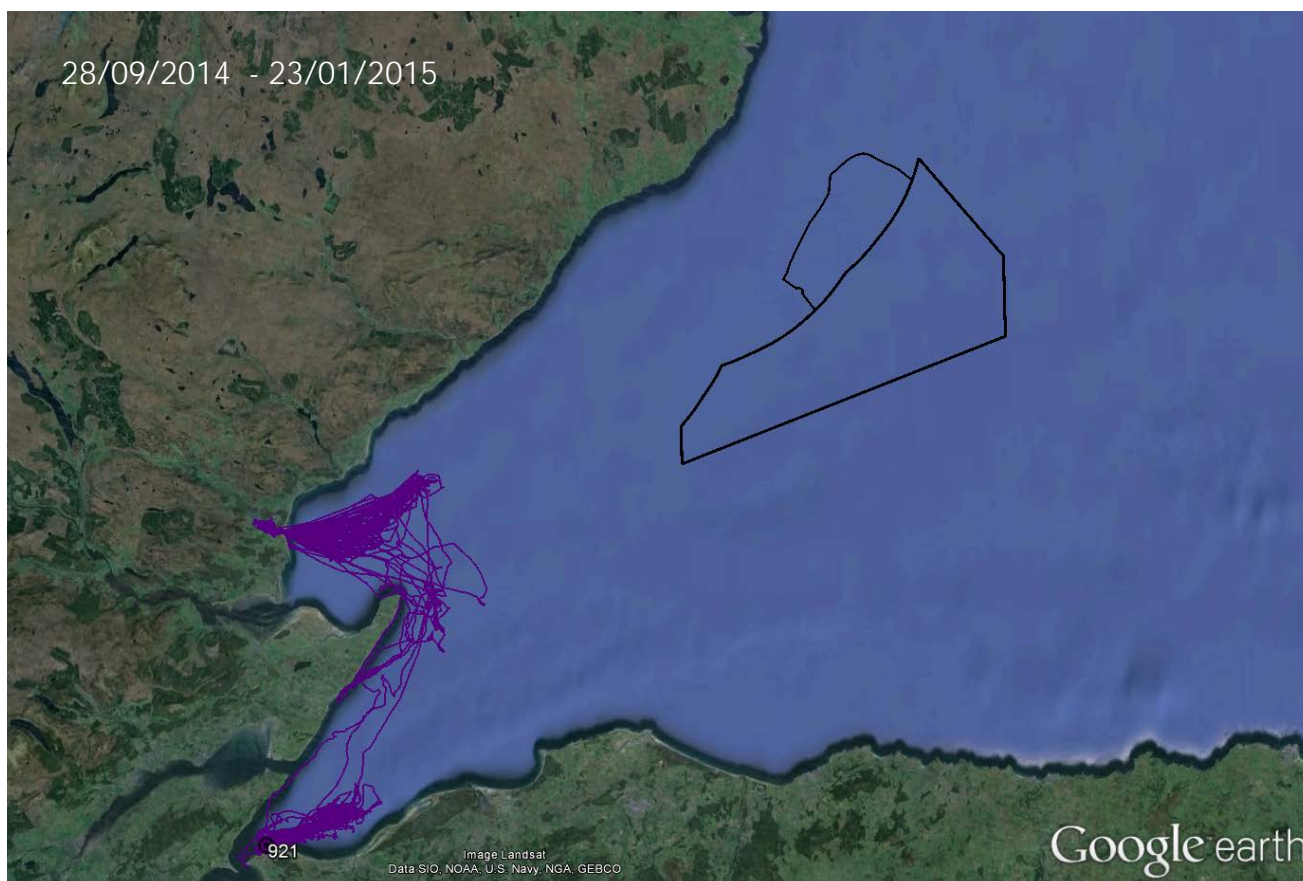 28/09/2014 - 23/01/2015
921
Image Landsat
Data SIO, NOAA, U.S. Navy, NGA, GEBCO
Google earth